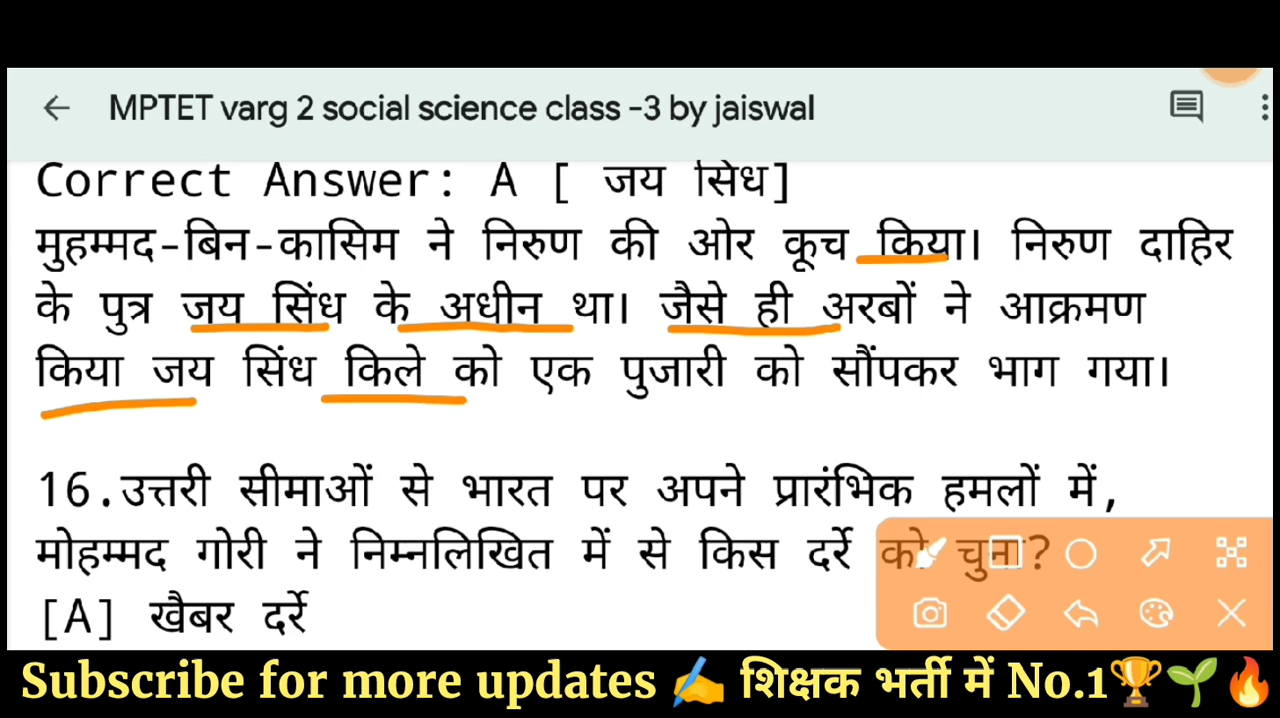 MPTET varg 2 social science class -3 by jaiswal
Correct Answer: A [ जय सिंध]
मुहम्मद-बिन-कासिम ने निरुण की ओर कूच किया। निरुण दाहिर
के पुत्र जय सिंध के अधीन था। जैसे ही अरबों ने आक्रमण
किया जय सिंध किले को एक पुजारी को सौंपकर भाग गया।
16.उत्तरी सीमाओं से भारत पर अपने प्रारंभिक हमलों में,
मोहम्मद गोरी ने निम्नलिखित में से किस दर्रे को चुना?
[A] खैबर दर्रे
Subscribe for more updates ✍️ शिक्षक भर्ती में No.1🏆🌱🔥